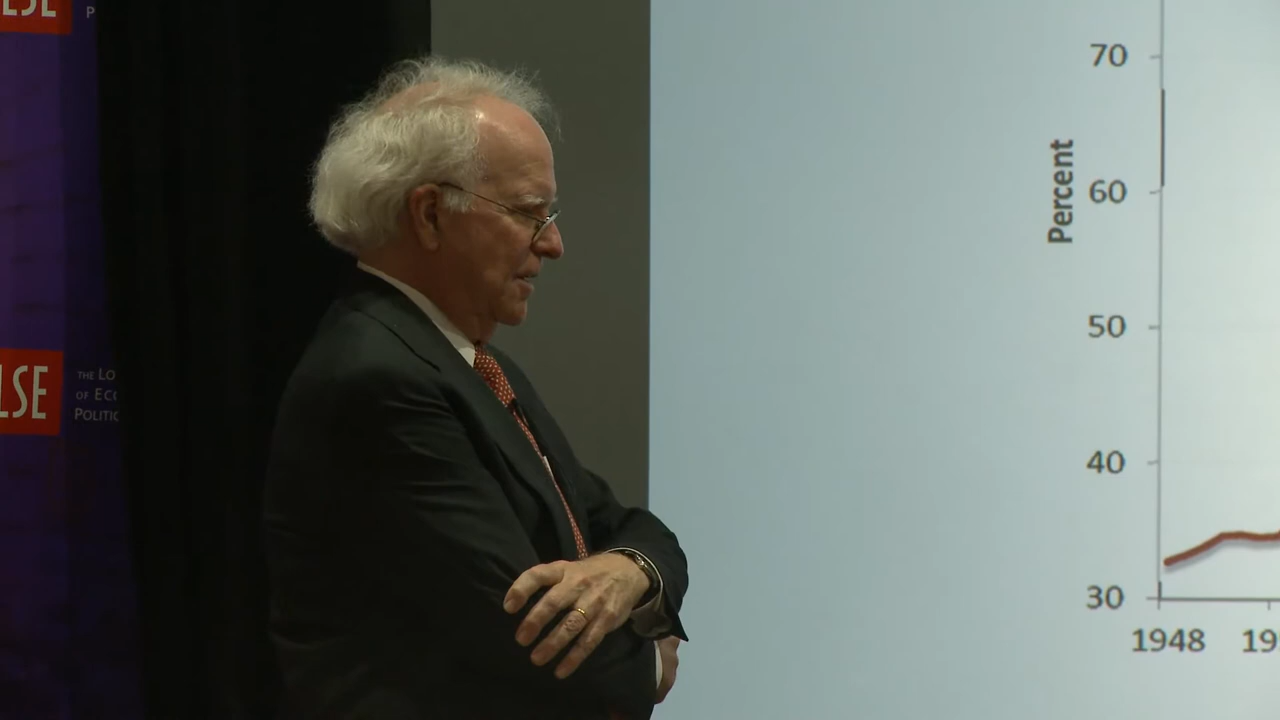 LSE
P
LSE
THE LO
OF ECO
POLITIC
70
60
Percent
50
40
30
1948
19